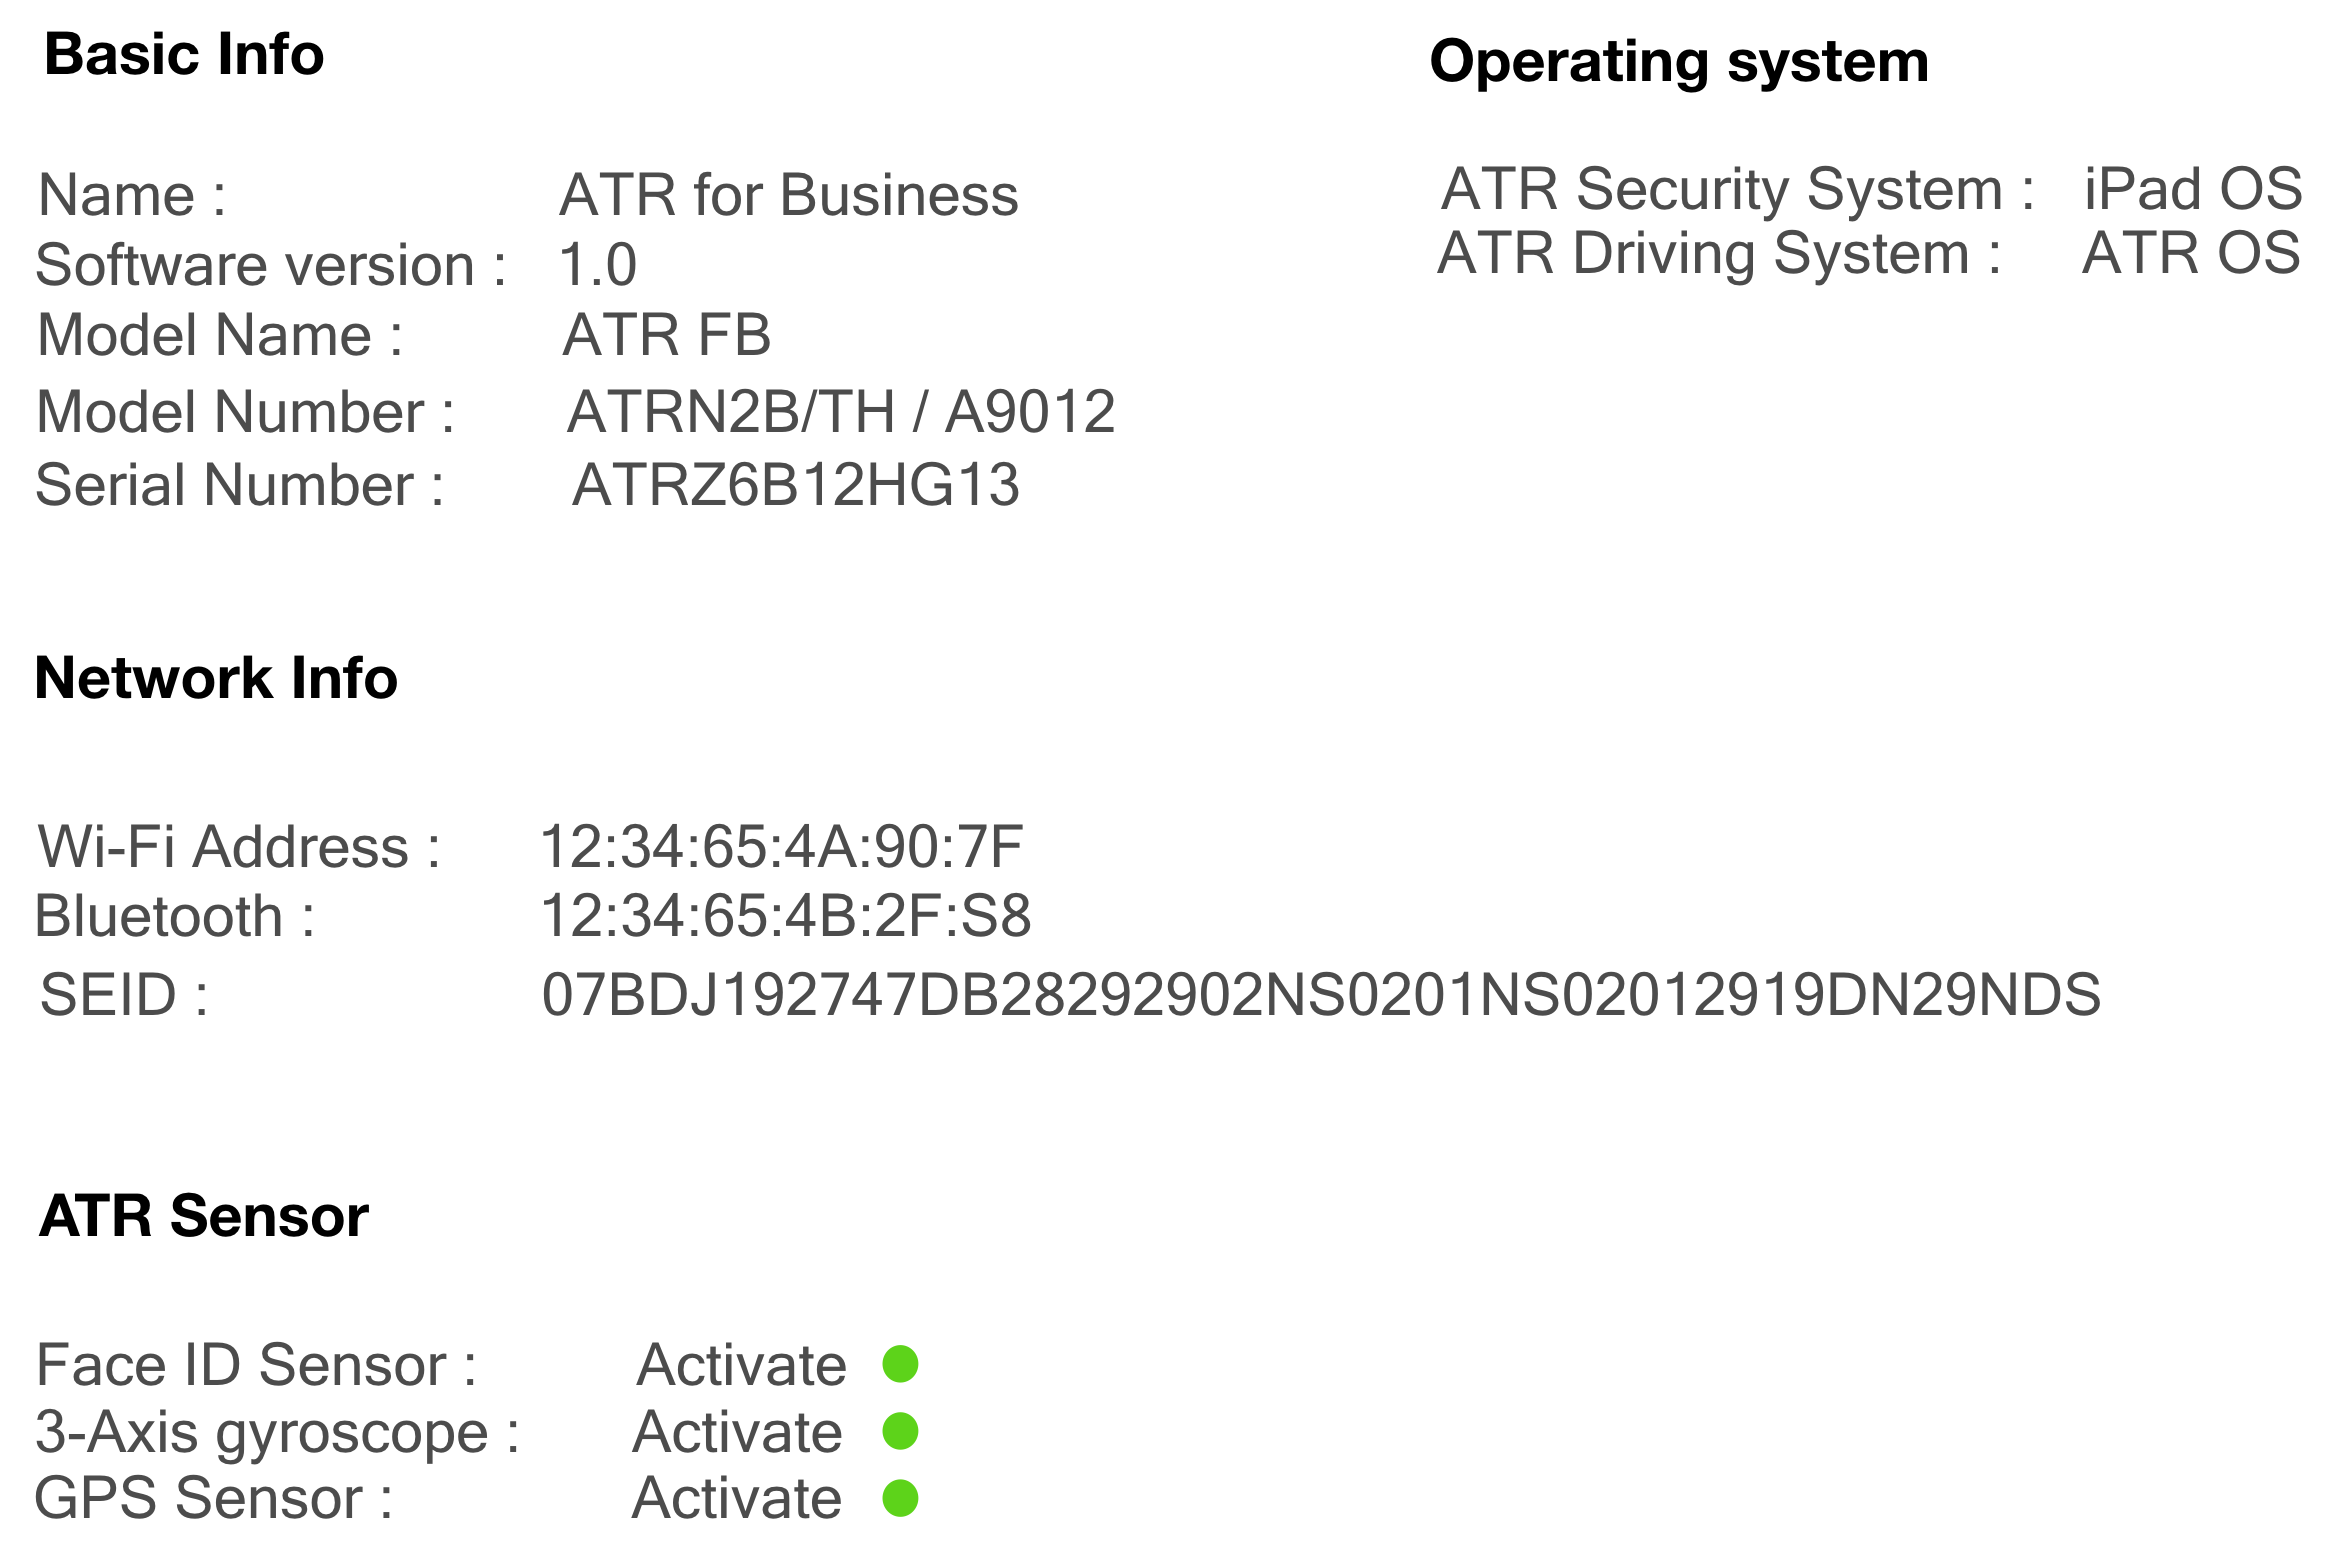 Basic Info
Name : ATR for Business
Software version : 1.0
Model Name : ATR FB
Model Number : ATRN2B/TH / A9012
Serial Number : ATRZ6B12HG13
Operating system
ATR Security System : iPad OS
ATR Driving System : ATR OS
Network Info
Wi-Fi Address : 12:34:65:4A:90:7F
Bluetooth : 12:34:65:4B:2F:S8
SEID : 07BDJ192747DB28292902NS0201NS02012919DN29NDS
ATR Sensor
Face ID Sensor : Activate
3-Axis gyroscope : Activate
GPS Sensor : Activate